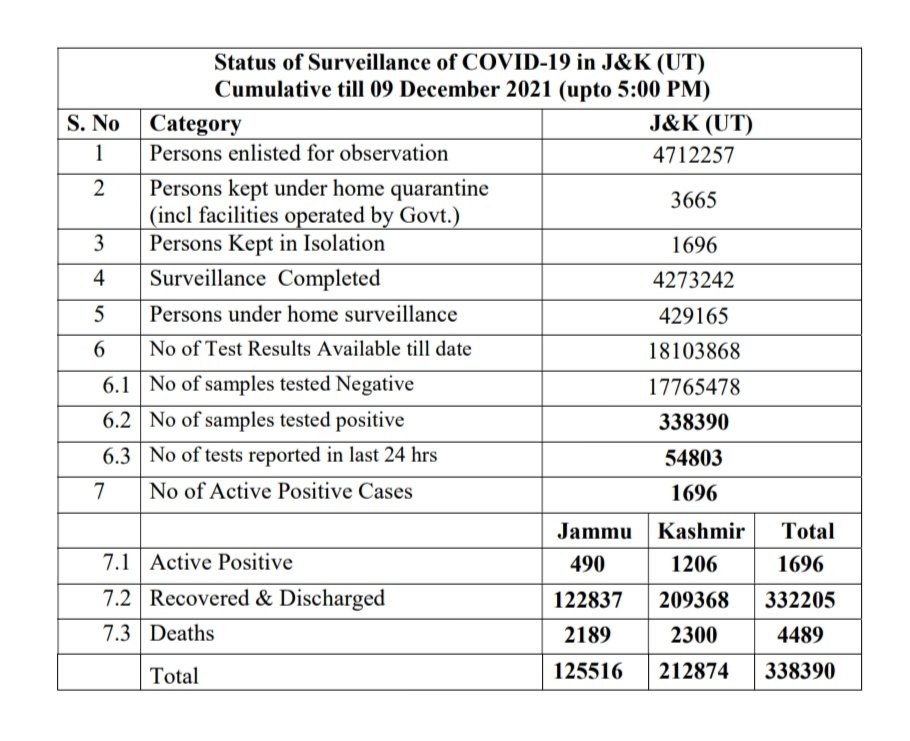 Status of Surveillance of COVID-19 in J&K (UT)
Cumulative till 09 December 2021 (upto 5:00 PM)
S. No Category J&K (UT)
1 Persons enlisted for observation 4712257
2 Persons kept under home quarantine
(incl facilities operated by Govt.) 3665
3 Persons Kept in Isolation 1696
4 Surveillance Completed 4273242
5 Persons under home surveillance 429165
6 No of Test Results Available till date 18103868
6.1 No of samples tested Negative 17765478
6.2 No of samples tested positive 338390
6.3 No of tests reported in last 24 hrs 54803
7 No of Active Positive Cases 1696
Jammu Kashmir Total
7.1 Active Positive 490 1206 1696
7.2 Recovered & Discharged 122837 209368 332205
7.3 Deaths 2189 2300 4489
Total 125516 212874 338390